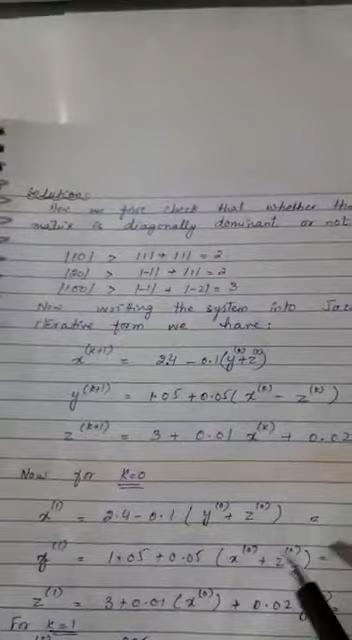 Solution:
Here we first check that whether the
matrix is diagonally dominant or not
|10| > |1| + |1| = 2
|20| > |-1| + |1| = 2
|100| > |-1| + |-2| = 3
Now writing the system into Jac
iterative form we have:
x^(k+1) = 2.4 - 0.1(y^(k) + z^(k))
y^(k+1) = 1.05 + 0.05(x^(k) - z^(k))
z^(k+1) = 3 + 0.01 x^(k) + 0.02
Now for k=0
x^(1) = 2.4 - 0.1(y^(0) + z^(0)) =
y^(1) = 1.05 + 0.05(x^(0) + z^(0)) =
z^(1) = 3 + 0.01(x^(0)) + 0.02
For k=1